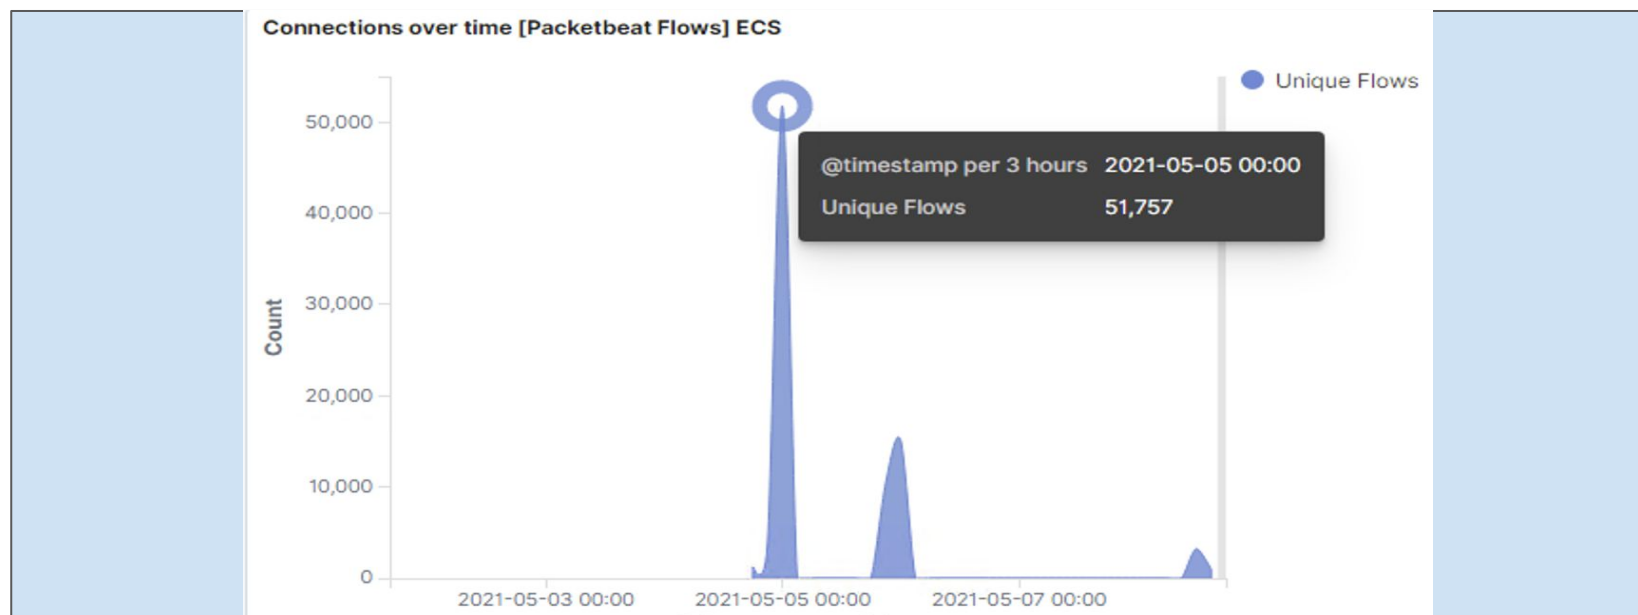 Connections over time [Packetbeat Flows] ECS
Unique Flows
50,000
@timestamp per 3 hours 2021-05-05 00:00
Unique Flows 51,757
40,000
30,000
Count
20,000
10,000
0
2021-05-03 00:00 2021-05-05 00:00 2021-05-07 00:00